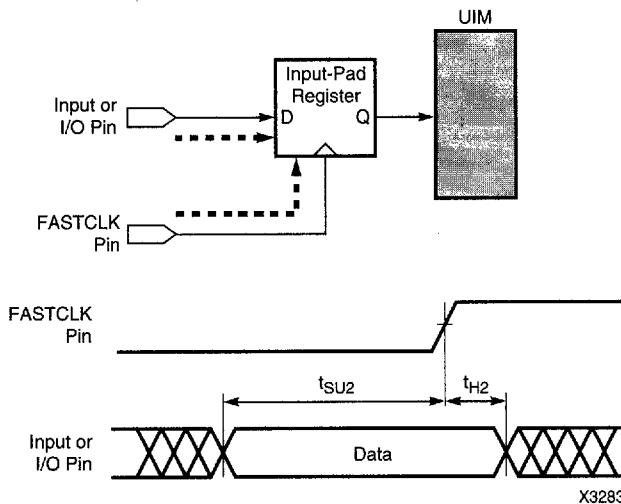 UIM
Input-Pad
Register
Input or
I/O Pin
D
Q
FASTCLK
Pin
FASTCLK
Pin
tSU2
tH2
Input or
I/O Pin
Data
X3283